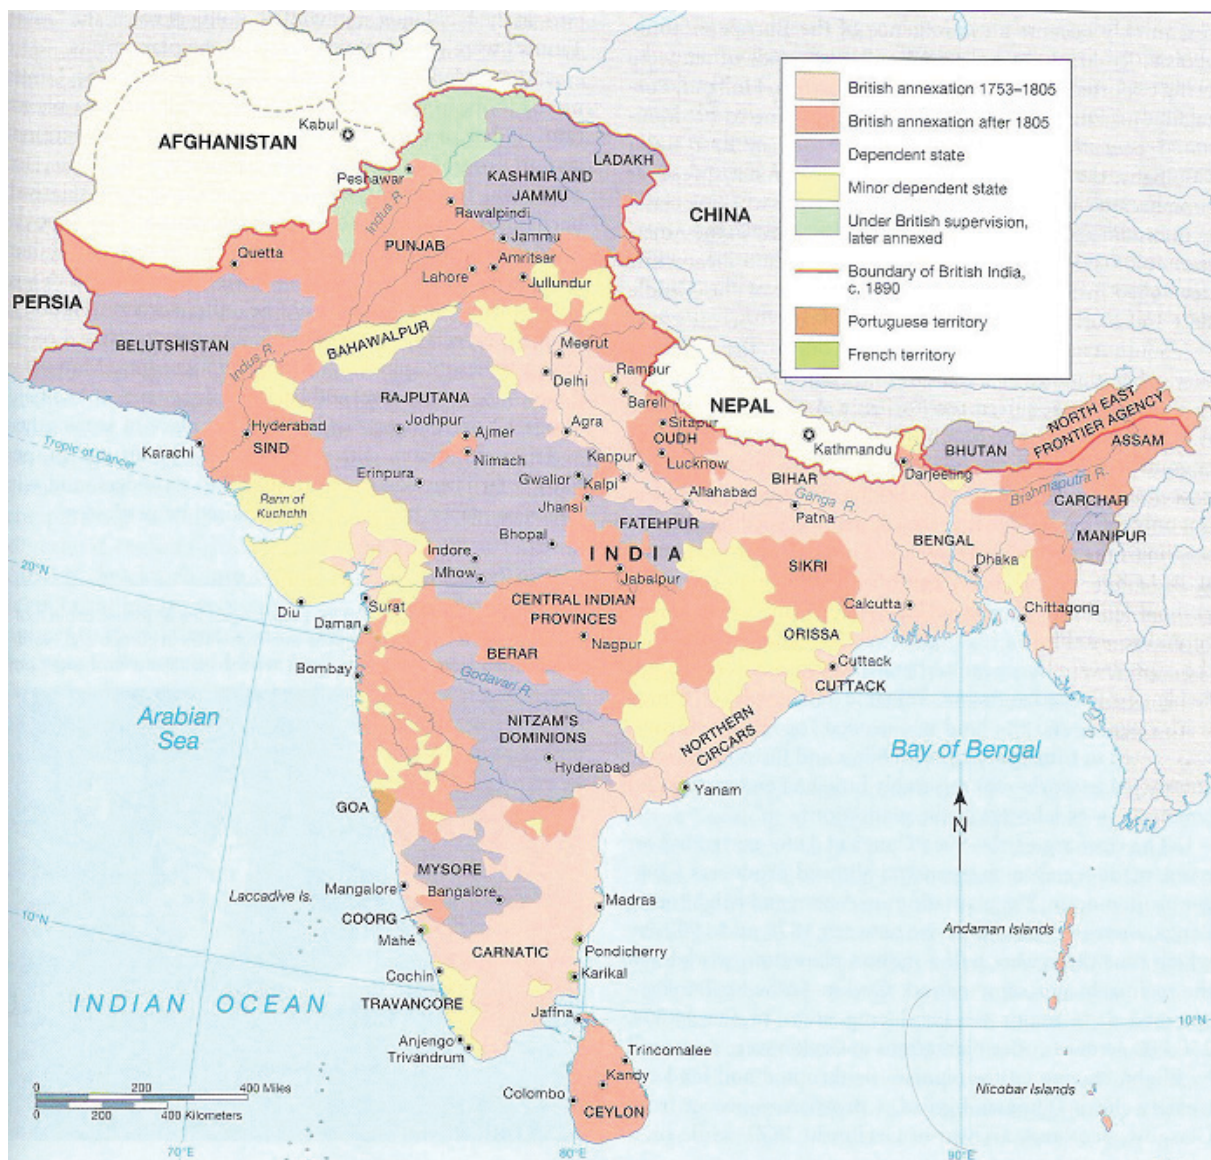 British annexation 1753–1805
British annexation after 1805
Dependent state
Minor dependent state
Under British supervision,
later annexed
Boundary of British India,
c. 1890
Portuguese territory
French territory
AFGHANISTAN
Kabul
LADAKH
KASHMIR AND
JAMMU
Peshawar
Indus R.
Rawalpindi
CHINA
PUNJAB
Jammu
Quetta
Amritsar
Lahore
Jullundur
PERSIA
BELUTSHISTAN
BAHAWALPUR
Indus R.
Meerut
Delhi
Rampur
Bareli
RAJPUTANA
Jodhpur
Ajmer
Agra
NEPAL
Kathmandu
NORTH EAST
FRONTIER AGENCY
ASSAM
BHUTAN
Sitapur
OUDH
Lucknow
Hyderabad
SIND
Karachi
Tropic of Cancer
Nimach
Kanpur
Darjeeling
BIHAR
Erinpura
Gwalior
Kalpi
Allahabad
Ganga R.
Patna
Brahmaputra R.
CARCHAR
Rann of
Kuchchh
Jhansi
FATEHPUR
MANIPUR
Bhopal
INDIA
BENGAL
Dhaka
Indore
Mhow
Jabalpur
SIKRI
20°N
Diu
Surat
Daman
CENTRAL INDIAN
PROVINCES
Nagpur
Calcutta
Chittagong
ORISSA
BERAR
Bombay
Godavari R.
Cuttack
CUTTACK
Arabian
Sea
NITZAM'S
DOMINIONS
Hyderabad
NORTHERN
CIRCARS
Bay of Bengal
Yanam
GOA
N
MYSORE
Mangalore
Bangalore
Laccadive Is.
Madras
COORG
10°N
Mahé
CARNATIC
Pondicherry
Andaman Islands
Cochin
Karikal
INDIAN OCEAN
TRAVANCORE
Jaffna
10°N
Anjengo
Trivandrum
Trincomalee
Kandy
Colombo
CEYLON
Nicobar Islands
0 200 400 Miles
0 200 400 Kilometers
70°E
80°E
90°E